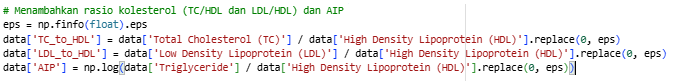 # Menambahkan rasio kolesterol (TC/HDL dan LDL/HDL) dan AIP
eps = np.finfo(float).eps
data['TC_to_HDL'] = data['Total Cholesterol (TC)'] / data['High Density Lipoprotein (HDL)'].replace(0, eps)
data['LDL_to_HDL'] = data['Low Density Lipoprotein (LDL)'] / data['High Density Lipoprotein (HDL)'].replace(0, eps)
data['AIP'] = np.log(data['Triglyceride'] / data['High Density Lipoprotein (HDL)'].replace(0, eps))